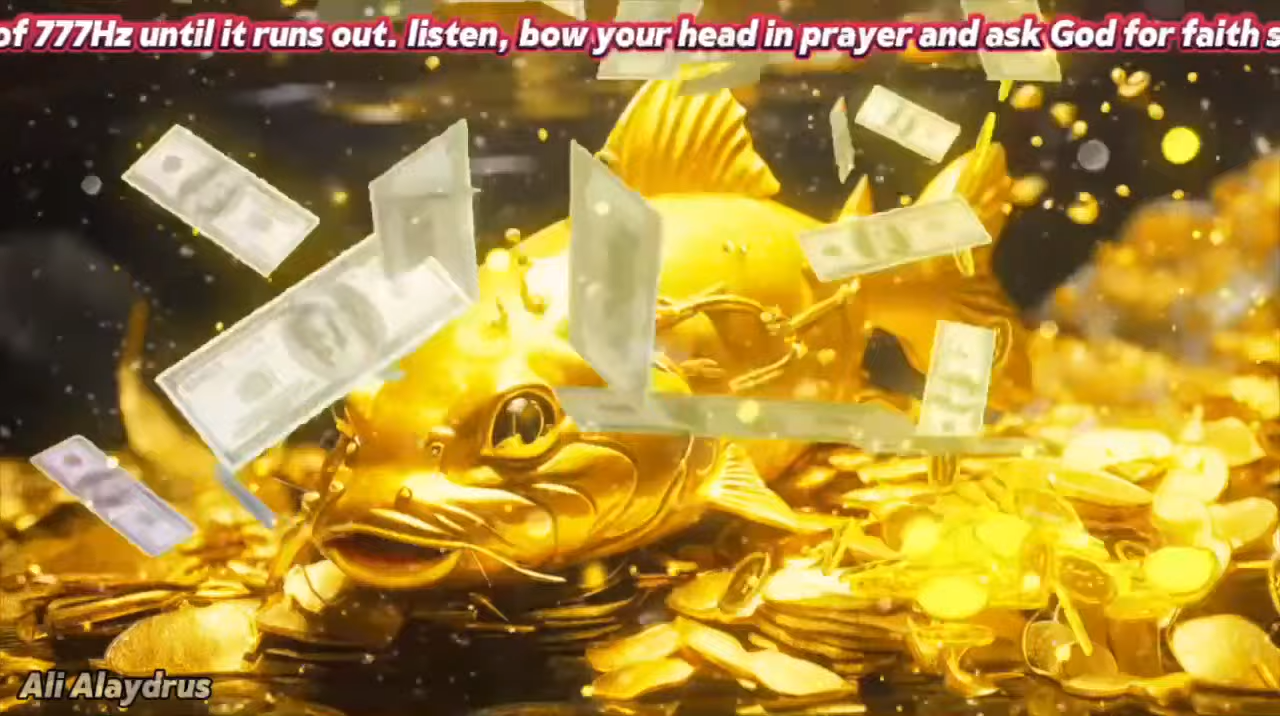 of 777Hz until it runs out. listen, bow your head in prayer and ask God for faith s
Ali Alaydrus